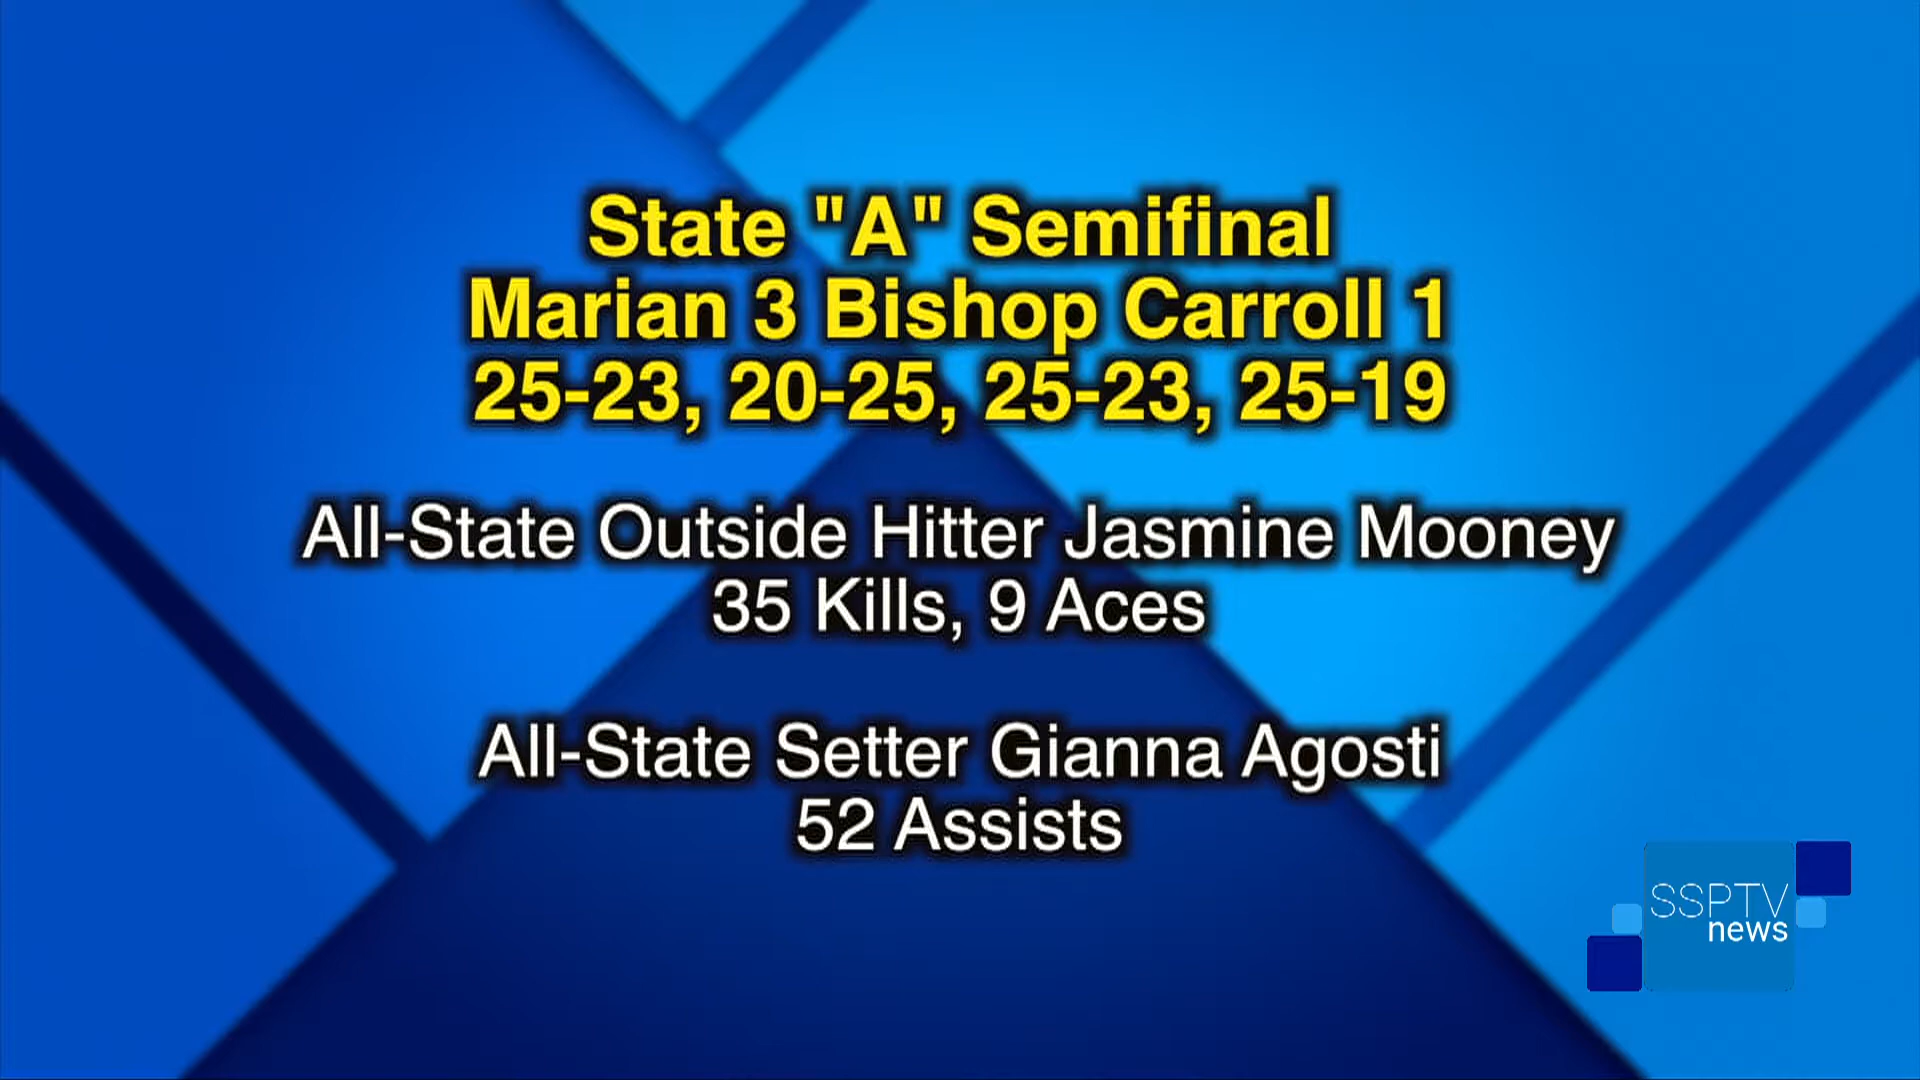 State "A" Semifinal
Marian 3 Bishop Carroll 1
25-23, 20-25, 25-23, 25-19
All-State Outside Hitter Jasmine Mooney
35 Kills, 9 Aces
All-State Setter Gianna Agosti
52 Assists
SSPTV
news